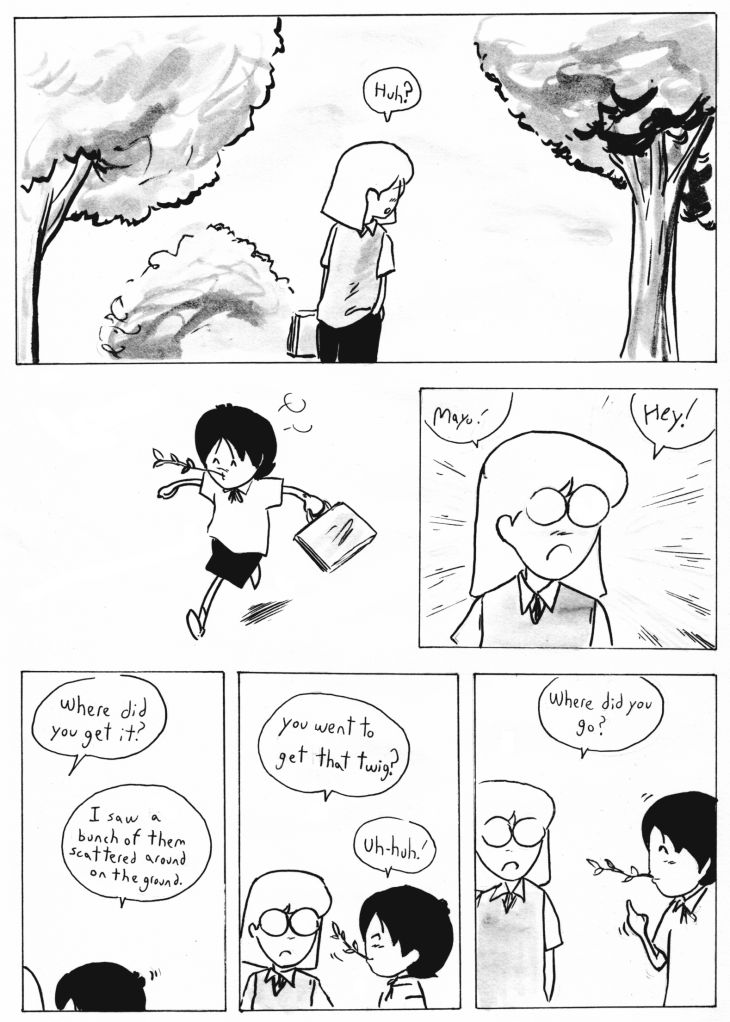 Huh?
Hey!
Mayu!
Where did you
go?
you went to
get that twig?
Uh-huh!
Where did
you get it?
I saw a
bunch of them
scattered around
on the ground.